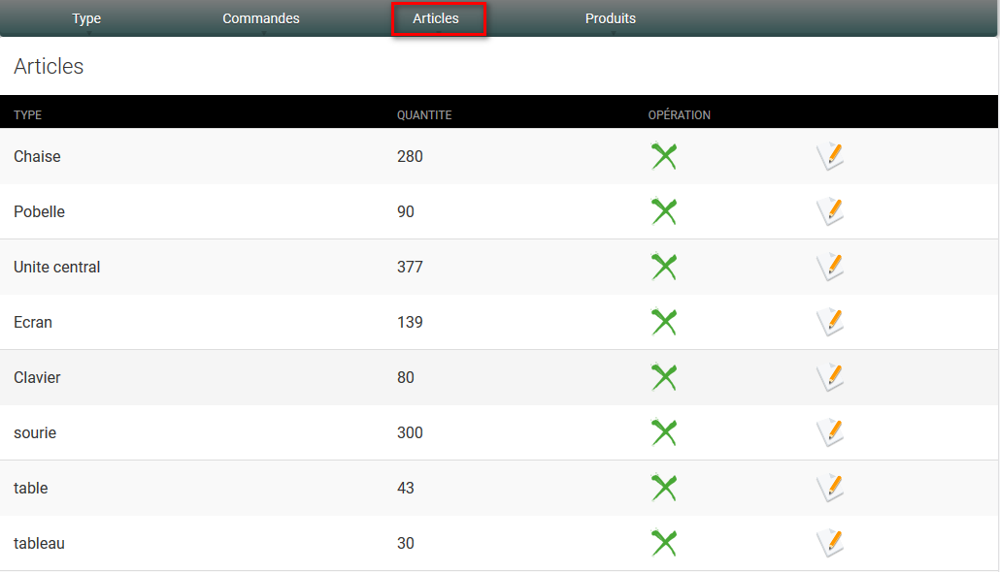 Type Commandes Articles Produits
Articles
TYPE QUANTITE OPÉRATION
Chaise 280
Pobelle 90
Unite central 377
Ecran 139
Clavier 80
sourie 300
table 43
tableau 30